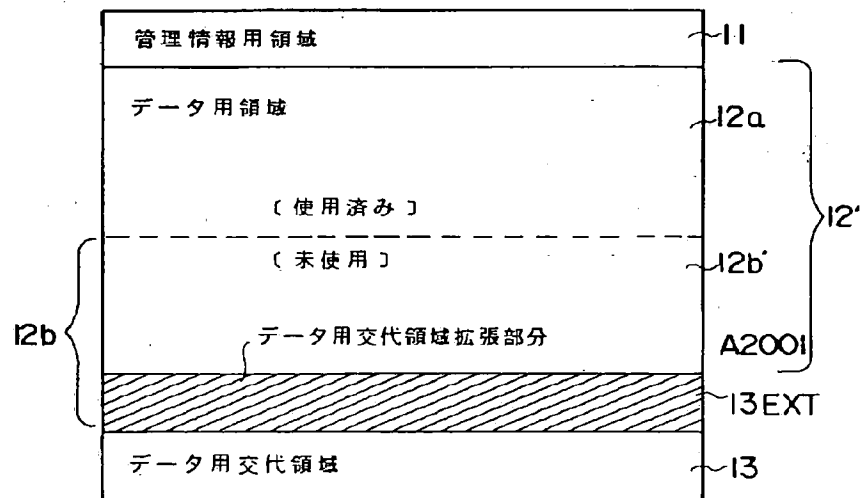 管理情報用領域
11
データ用領域
12a
〔使用済み〕
12'
〔未使用〕
12b'
12b
データ用交代領域拡張部分
A2001
13EXT
データ用交代領域
13